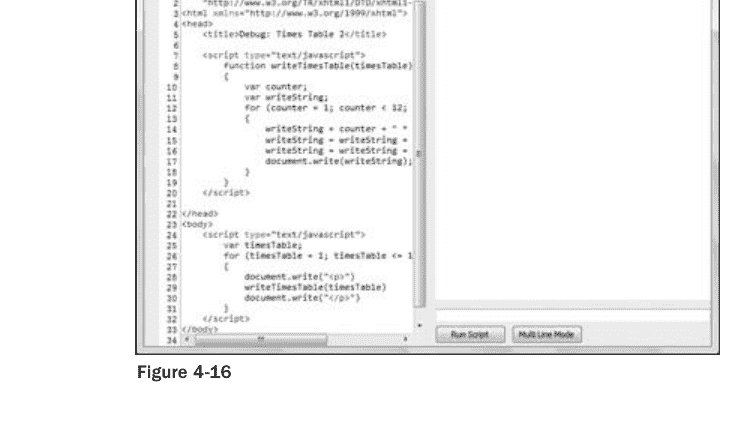 2 "http://www.w3.org/TR/xhtml1/DTD/xhtml1-
3 <html xmlns="http://www.w3.org/1999/xhtml">
4 <head>
5 <title>Debug: Times Table 2</title>
6
7 <script type="text/javascript">
8 function writeTimesTable(timesTable)
9 {
10 var counter;
11 var writeString;
12 for (counter = 1; counter < 12;
13 {
14 writeString = counter + " "
15 writeString = writeString +
16 writeString = writeString +
17 document.write(writeString);
18 }
19 }
20 </script>
21
22 </head>
23 <body>
24 <script type="text/javascript">
25 var timesTable;
26 for (timesTable = 1; timesTable <= 1
27 {
28 document.write("<p>")
29 writeTimesTable(timesTable)
30 document.write("</p>")
31 }
32 </script>
33 </body>
34
Run Script Multi Line Mode
Figure 4-16